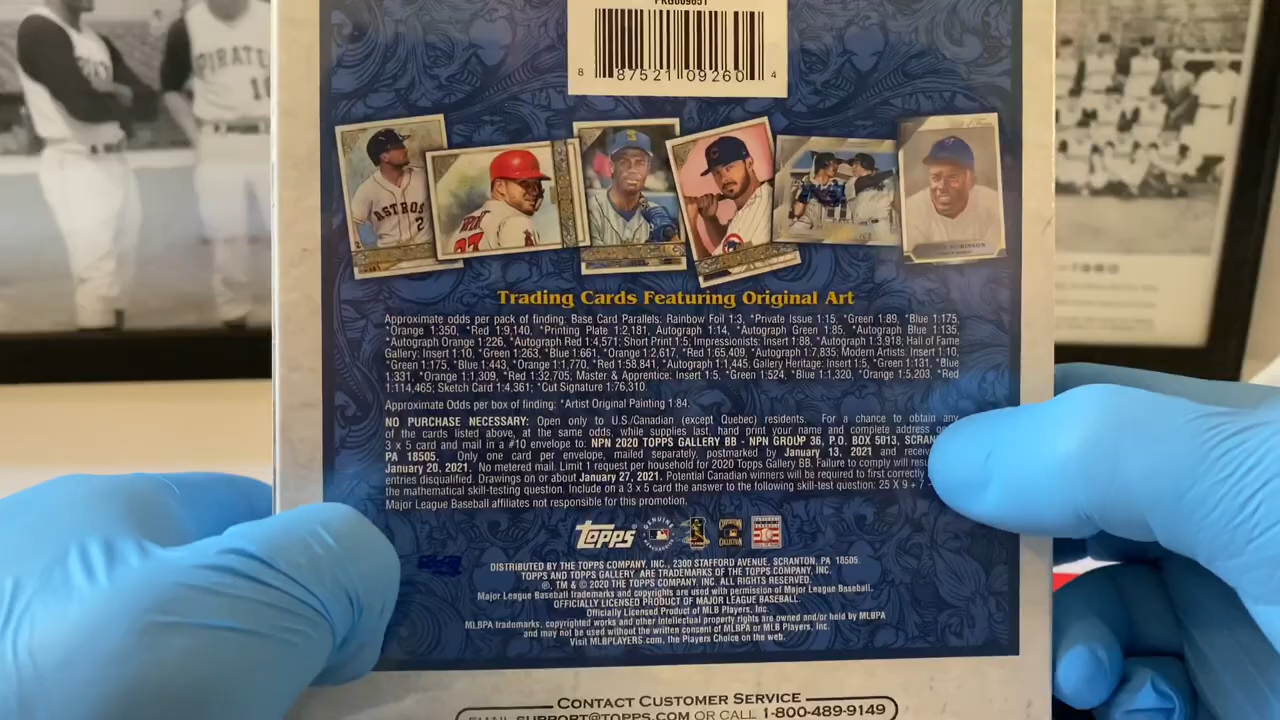 PIRATE
10
8 87521 09260 4
ASTROS
2
27
Trading Cards Featuring Original Art
Approximate odds per pack of finding: Base Card Parallels: Rainbow Foil 1:3, *Private Issue 1:15, *Green 1:89, *Blue 1:175,
*Orange 1:350, *Red 1:9,140, *Printing Plate 1:2,181, Autograph 1:14, *Autograph Green 1:85, *Autograph Blue 1:135,
*Autograph Orange 1:226, *Autograph Red 1:4,571; Short Print 1:5, Impressionists: Insert 1:88, *Autograph 1:3,918; Hall of Fame
Gallery: Insert 1:10, *Green 1:263, *Blue 1:661, *Orange 1:2,617, *Red 1:65,409, *Autograph 1:7,835; Modern Artists: Insert 1:10,
*Green 1:175, *Blue 1:443, *Orange 1:1,770, *Red 1:58,841, *Autograph 1:1,445. Gallery Heritage: Insert 1:5, *Green 1:131, *Blue
1:331, *Orange 1:1,309, *Red 1:32,705; Master & Apprentice: Insert 1:5, *Green 1:524, *Blue 1:1,320, *Orange 1:5,203, *Red
1:114,465; Sketch Card 1:4,361; *Cut Signature 1:76,310.
Approximate Odds per box of finding: *Artist Original Painting 1:84.
NO PURCHASE NECESSARY: Open only to U.S./Canadian (except Quebec) residents. For a chance to obtain any
of the cards listed above, at the same odds, while supplies last, hand print your name and complete address
3 x 5 card and mail in a #10 envelope to: NPN 2020 TOPPS GALLERY BB - NPN GROUP 36, P.O. BOX 5013, SCRAN
PA 18505. Only one card per envelope, mailed separately, postmarked by January 13, 2021 and
January 20, 2021. No metered mail. Limit 1 request per household for 2020 Topps Gallery BB. Failure to comply will
entries disqualified. Drawings on or about January 27, 2021. Potential Canadian winners will be required to first correctly
the mathematical skill-testing question. Include on a 3 x 5 card the answer to the following skill-test question: 25 X 9 + 7
Major League Baseball affiliates not responsible for this promotion.
Topps GENUINE MERCHANDISE
DISTRIBUTED BY THE TOPPS COMPANY, INC., 2300 STAFFORD AVENUE, SCRANTON, PA 18505.
TOPPS AND TOPPS GALLERY ARE TRADEMARKS OF THE TOPPS COMPANY, INC.
®, TM & © 2020 THE TOPPS COMPANY, INC. ALL RIGHTS RESERVED.
Major League Baseball trademarks and copyrights are used with permission of Major League Baseball.
OFFICIALLY LICENSED PRODUCT OF MAJOR LEAGUE BASEBALL.
Officially Licensed Product of MLB Players, Inc.
MLBPA trademarks, copyrighted works and other intellectual property rights are owned and/or held by MLBPA
and may not be used without the written consent of MLBPA or MLB Players, Inc.
Visit MLBPLAYERS.com, the Players Choice on the web.
CONTACT CUSTOMER SERVICE
EMAIL SUPPORT@TOPPS.COM OR CALL 1-800-489-9149